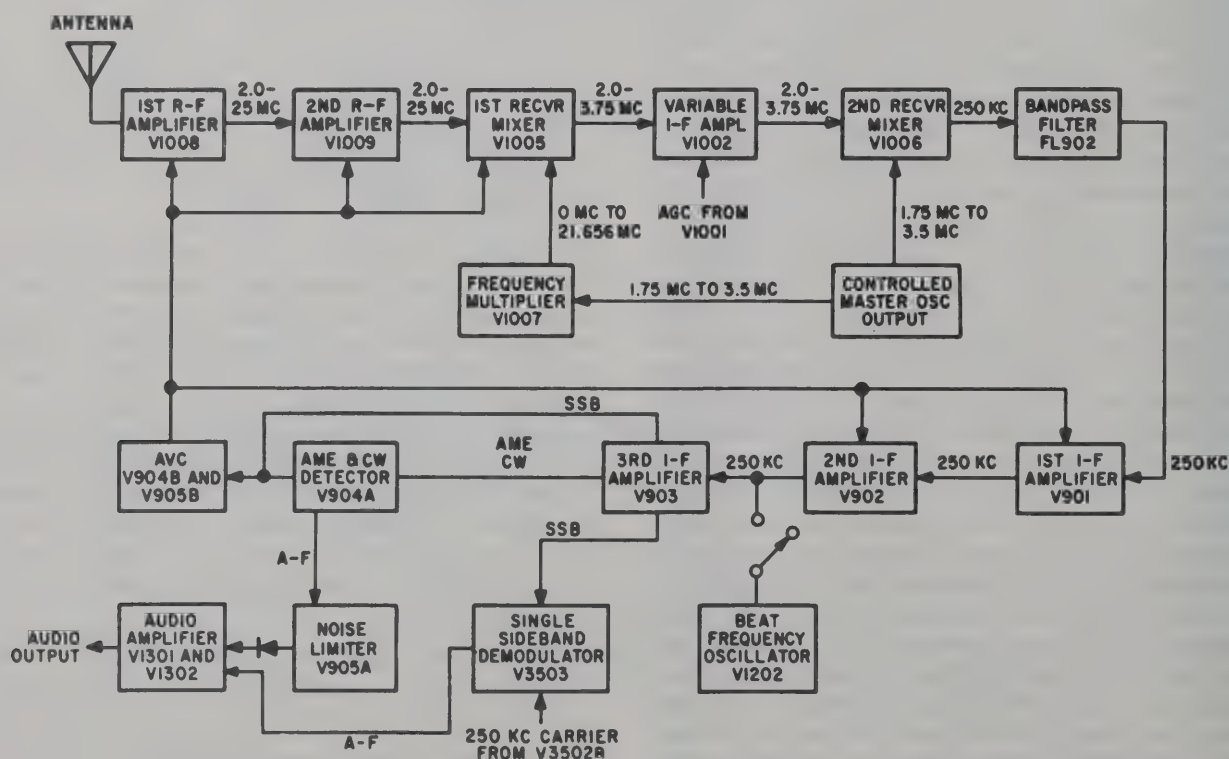 ANTENNA
1ST R-F
AMPLIFIER
V1008
2.0-
25 MC
2ND R-F
AMPLIFIER
V1009
2.0-
25 MC
1ST RECVR
MIXER
V1005
2.0-
3.75 MC
VARIABLE
I-F AMPL
V1002
2.0-
3.75 MC
2ND RECVR
MIXER
V1006
250 KC
BANDPASS
FILTER
FL902
0 MC TO
21.656 MC
AGC FROM
V1001
1.75 MC TO
3.5 MC
FREQUENCY
MULTIPLIER
V1007
1.75 MC TO 3.5 MC
CONTROLLED
MASTER OSC
OUTPUT
SSB
AVC
V904B AND
V905B
AME & CW
DETECTOR
V904A
AME
CW
3RD I-F
AMPLIFIER
V903
250 KC
2ND I-F
AMPLIFIER
V902
250 KC
1ST I-F
AMPLIFIER
V901
250 KC
SSB
A-F
AUDIO
OUTPUT
AUDIO
AMPLIFIER
V1301 AND
V1302
NOISE
LIMITER
V905A
SINGLE
SIDEBAND
DEMODULATOR
V3503
BEAT
FREQUENCY
OSCILLATOR
V1202
A-F
250 KC CARRIER
FROM V3502B